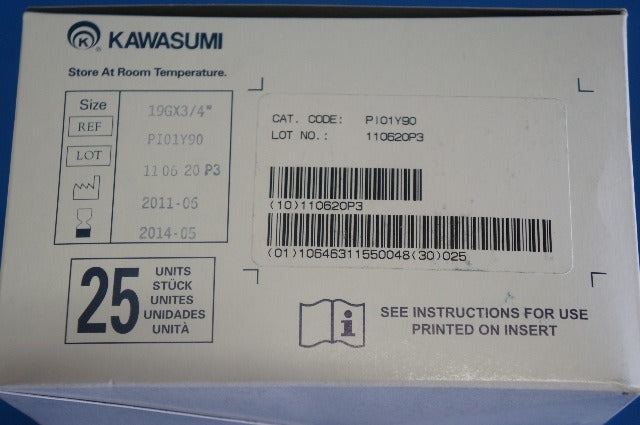 K
KAWASUMI
Store At Room Temperature.
Size 19GX3/4"
REF PI01Y90
LOT 11 06 20 P3
2011-06
2014-05
CAT. CODE: PI01Y90
LOT NO.: 110620P3
(10)110620P3
(01)10646311550048(30)025
25
UNITS
STÜCK
UNITES
UNIDADES
UNITÀ
i
SEE INSTRUCTIONS FOR USE
PRINTED ON INSERT